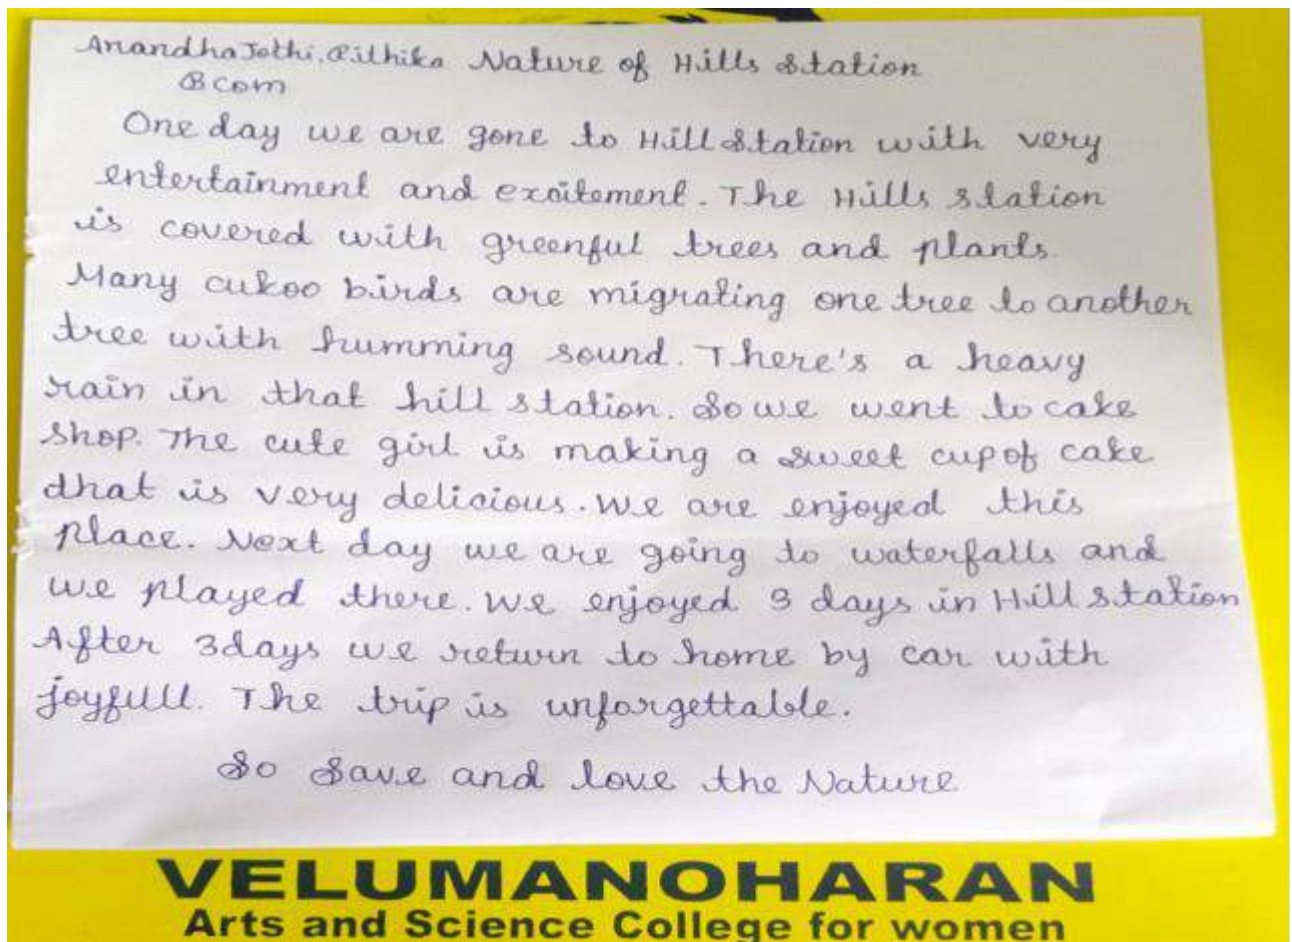 AnandhaJothi.Rithika Nature of Hills Station
B com
One day we are gone to Hill Station with very
entertainment and excitement. The Hills station
is covered with greenful trees and plants.
Many cukoo birds are migrating one tree to another
tree with humming sound. There's a heavy
rain in that hill station. So we went to cake
shop. The cute girl is making a sweet cup of cake
that is very delicious. We are enjoyed this
place. Next day we are going to waterfalls and
we played there. We enjoyed 3 days in Hill station
After 3days we return to home by car with
joyfull. The trip is unforgettable.
So Save and love the Nature
VELUMANOHARAN
Arts and Science College for women